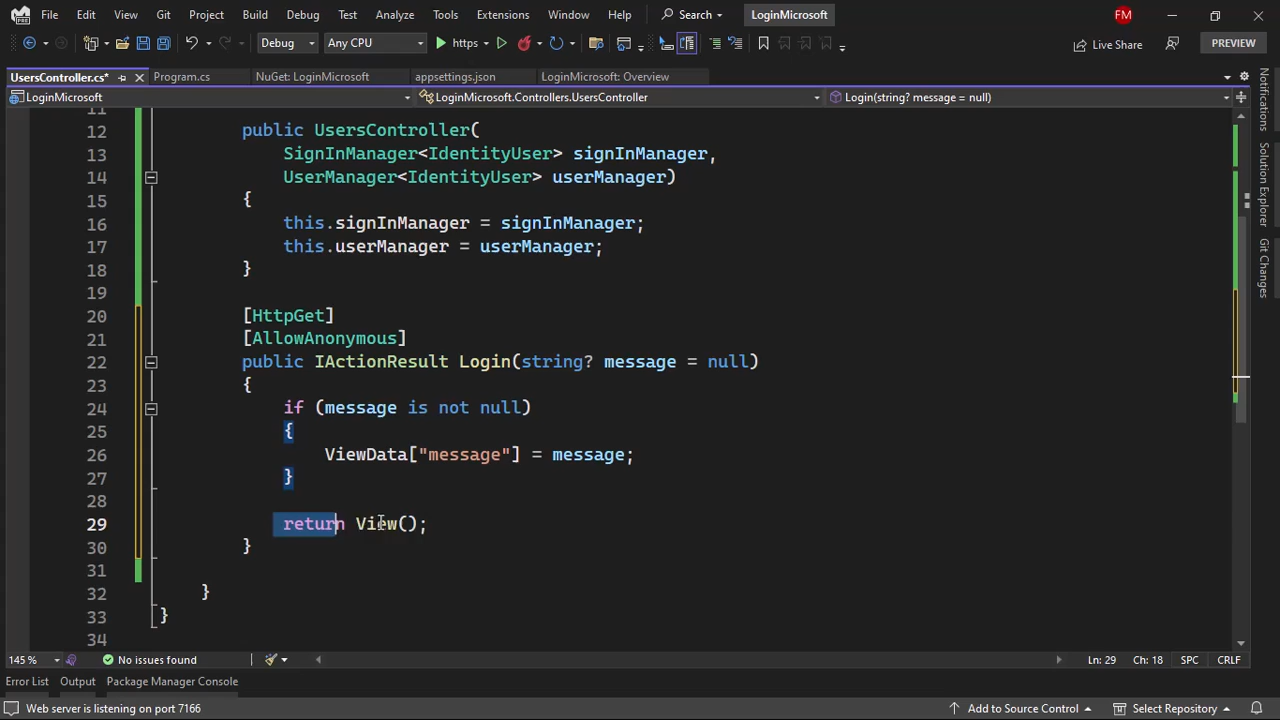 File Edit View Git Project Build Debug Test Analyze Tools Extensions Window Help Search LoginMicrosoft FM
Debug Any CPU https Live Share PREVIEW
UsersController.cs* Program.cs NuGet: LoginMicrosoft appsettings.json LoginMicrosoft: Overview
LoginMicrosoft LoginMicrosoft.Controllers.UsersController Login(string? message = null)
11
12 public UsersController(
13 SignInManager<IdentityUser> signInManager,
14 UserManager<IdentityUser> userManager)
15 {
16 this.signInManager = signInManager;
17 this.userManager = userManager;
18 }
19
20 [HttpGet]
21 [AllowAnonymous]
22 public IActionResult Login(string? message = null)
23 {
24 if (message is not null)
25 {
26 ViewData["message"] = message;
27 }
28
29 return View();
30 }
31
32 }
33 }
34
145 % No issues found Ln: 29 Ch: 18 SPC CRLF
Error List Output Package Manager Console
Web server is listening on port 7166 Add to Source Control Select Repository
Notifications
Solution Explorer
Git Changes